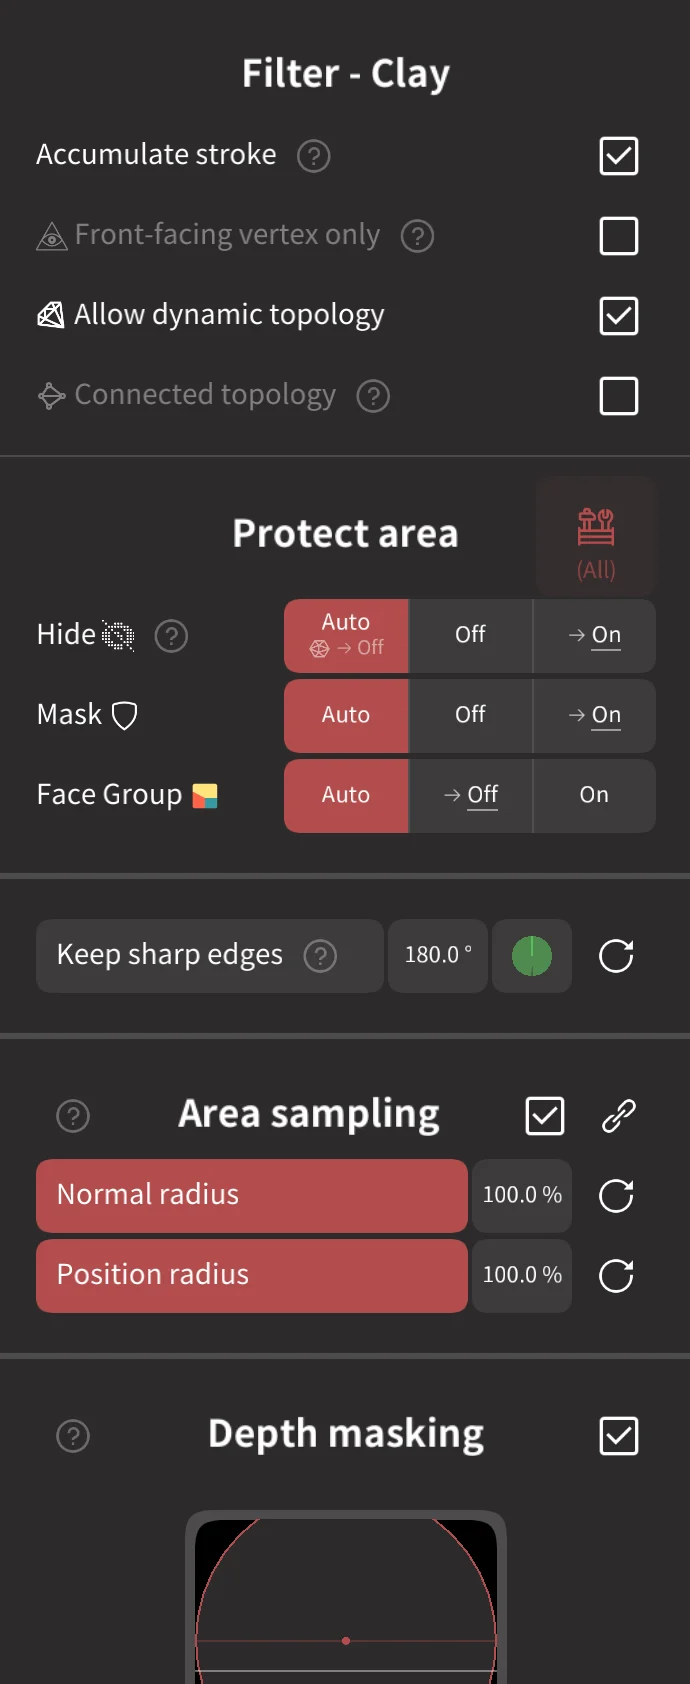 Filter - Clay
Accumulate stroke ?
Front-facing vertex only ?
Allow dynamic topology
Connected topology ?
Protect area
(All)
Hide ? Auto → Off Off → On
Mask Auto Off → On
Face Group Auto → Off On
Keep sharp edges ? 180.0 °
? Area sampling
Normal radius 100.0 %
Position radius 100.0 %
? Depth masking